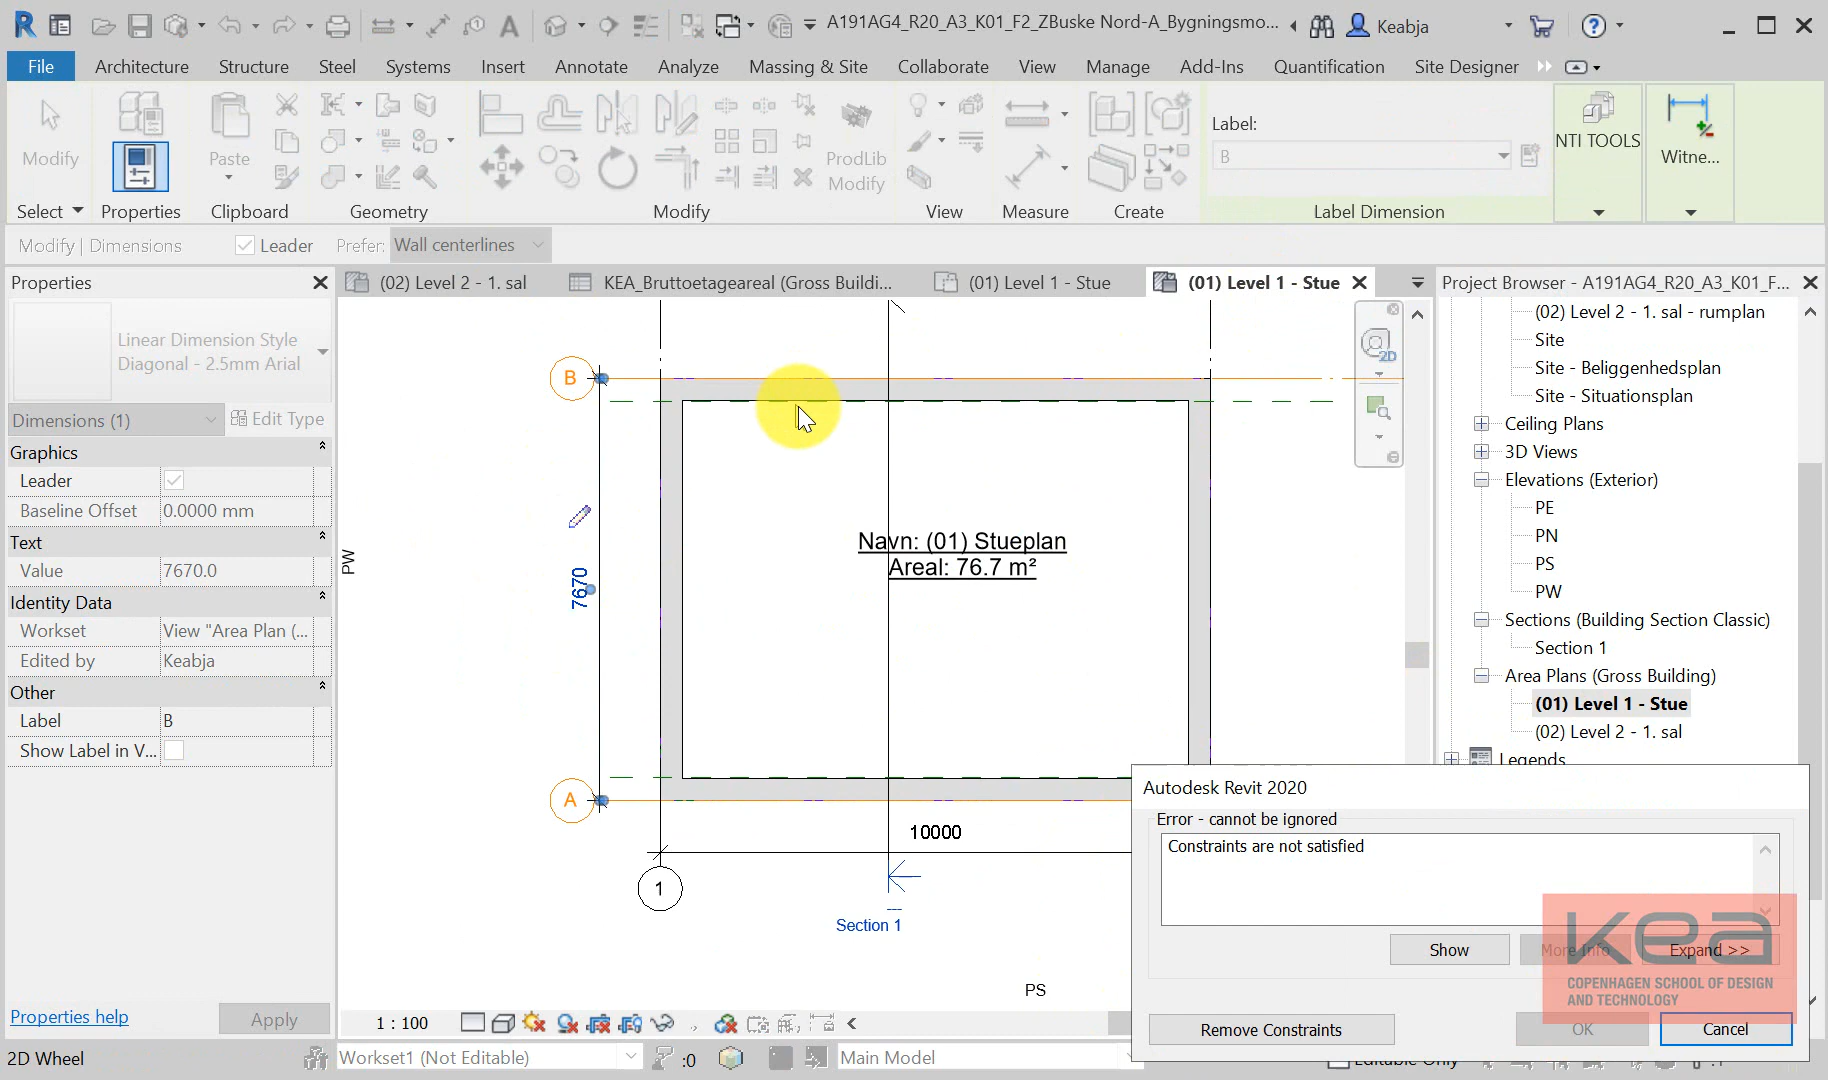 A191AG4_R20_A3_K01_F2_ZBuske Nord-A_Bygningsmo...
Keabja
File Architecture Structure Steel Systems Insert Annotate Analyze Massing & Site Collaborate View Manage Add-Ins Quantification Site Designer
Modify
Paste
ProdLib
Modify
Label:
B
NTI TOOLS
Witne...
Select Properties Clipboard Geometry Modify View Measure Create Label Dimension
Modify | Dimensions Leader Prefer: Wall centerlines
Properties
(02) Level 2 - 1. sal
KEA_Bruttoetageareal (Gross Buildi...
(01) Level 1 - Stue
(01) Level 1 - Stue
Project Browser - A191AG4_R20_A3_K01_F...
Linear Dimension Style
Diagonal - 2.5mm Arial
Dimensions (1) Edit Type
Graphics
Leader
Baseline Offset 0.0000 mm
Text
Value 7670.0
Identity Data
Workset View "Area Plan (...
Edited by Keabja
Other
Label B
Show Label in V...
Properties help Apply
PW
B
2D
7670
Navn: (01) Stueplan
Areal: 76.7 m²
A
10000
1
Section 1
PS
(02) Level 2 - 1. sal - rumplan
Site
Site - Beliggenhedsplan
Site - Situationsplan
Ceiling Plans
3D Views
Elevations (Exterior)
PE
PN
PS
PW
Sections (Building Section Classic)
Section 1
Area Plans (Gross Building)
(01) Level 1 - Stue
(02) Level 2 - 1. sal
Legends
Autodesk Revit 2020
Error - cannot be ignored
Constraints are not satisfied
Show More Info Expand >>
kea
COPENHAGEN SCHOOL OF DESIGN
AND TECHNOLOGY
Remove Constraints OK Cancel
1 : 100
2D Wheel
Workset1 (Not Editable)
:0
Main Model
Editable Only